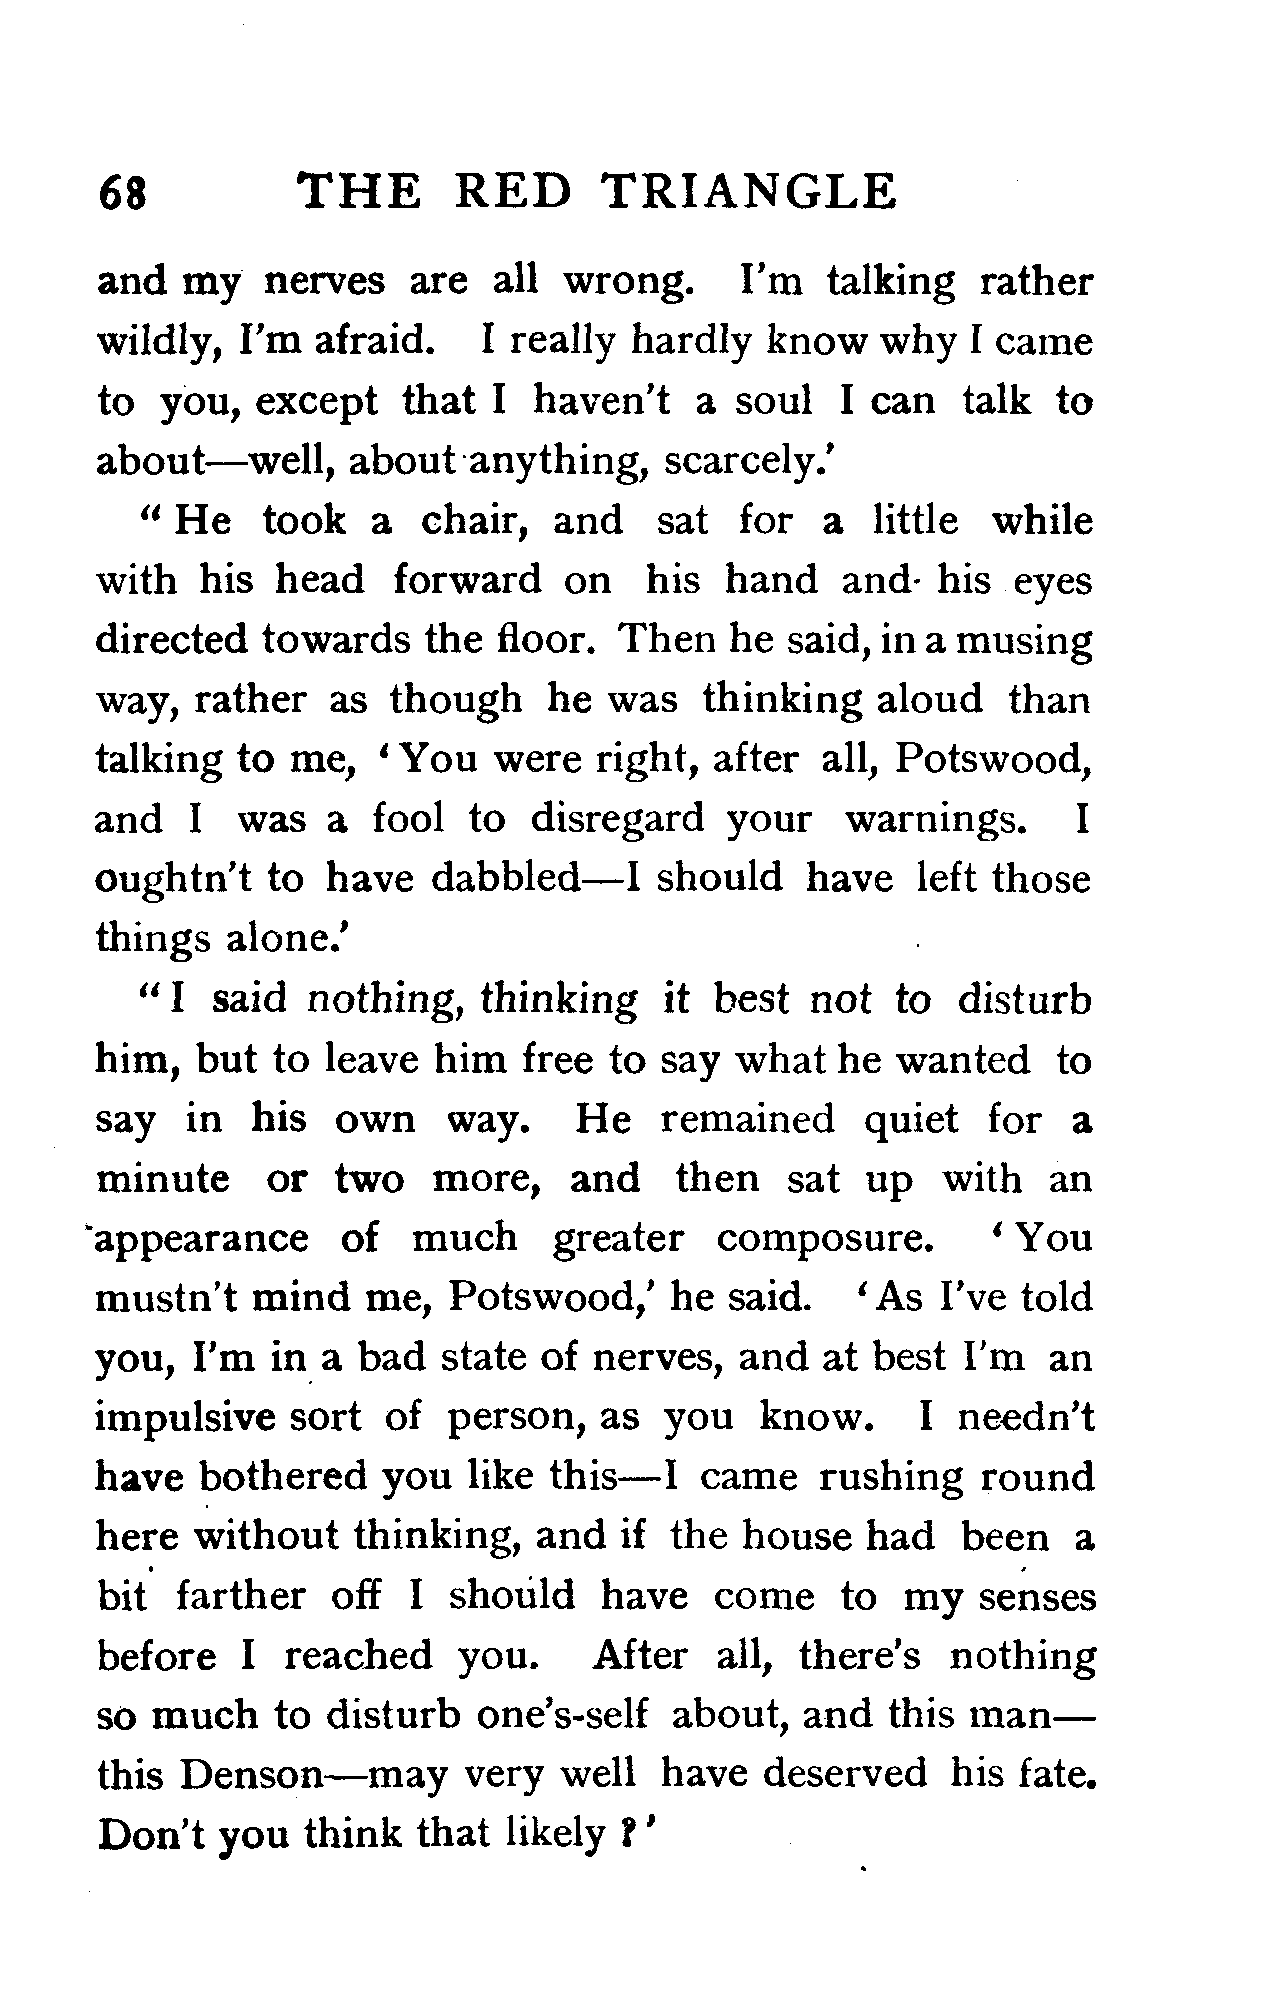 68 THE RED TRIANGLE
and my nerves are all wrong. I'm talking rather
wildly, I'm afraid. I really hardly know why I came
to you, except that I haven't a soul I can talk to
about—well, about anything, scarcely.'
" He took a chair, and sat for a little while
with his head forward on his hand and his eyes
directed towards the floor. Then he said, in a musing
way, rather as though he was thinking aloud than
talking to me, ' You were right, after all, Potswood,
and I was a fool to disregard your warnings. I
oughtn't to have dabbled—I should have left those
things alone.'
" I said nothing, thinking it best not to disturb
him, but to leave him free to say what he wanted to
say in his own way. He remained quiet for a
minute or two more, and then sat up with an
appearance of much greater composure. ' You
mustn't mind me, Potswood,' he said. ' As I've told
you, I'm in a bad state of nerves, and at best I'm an
impulsive sort of person, as you know. I needn't
have bothered you like this—I came rushing round
here without thinking, and if the house had been a
bit farther off I should have come to my senses
before I reached you. After all, there's nothing
so much to disturb one's-self about, and this man—
this Denson—may very well have deserved his fate.
Don't you think that likely ? '